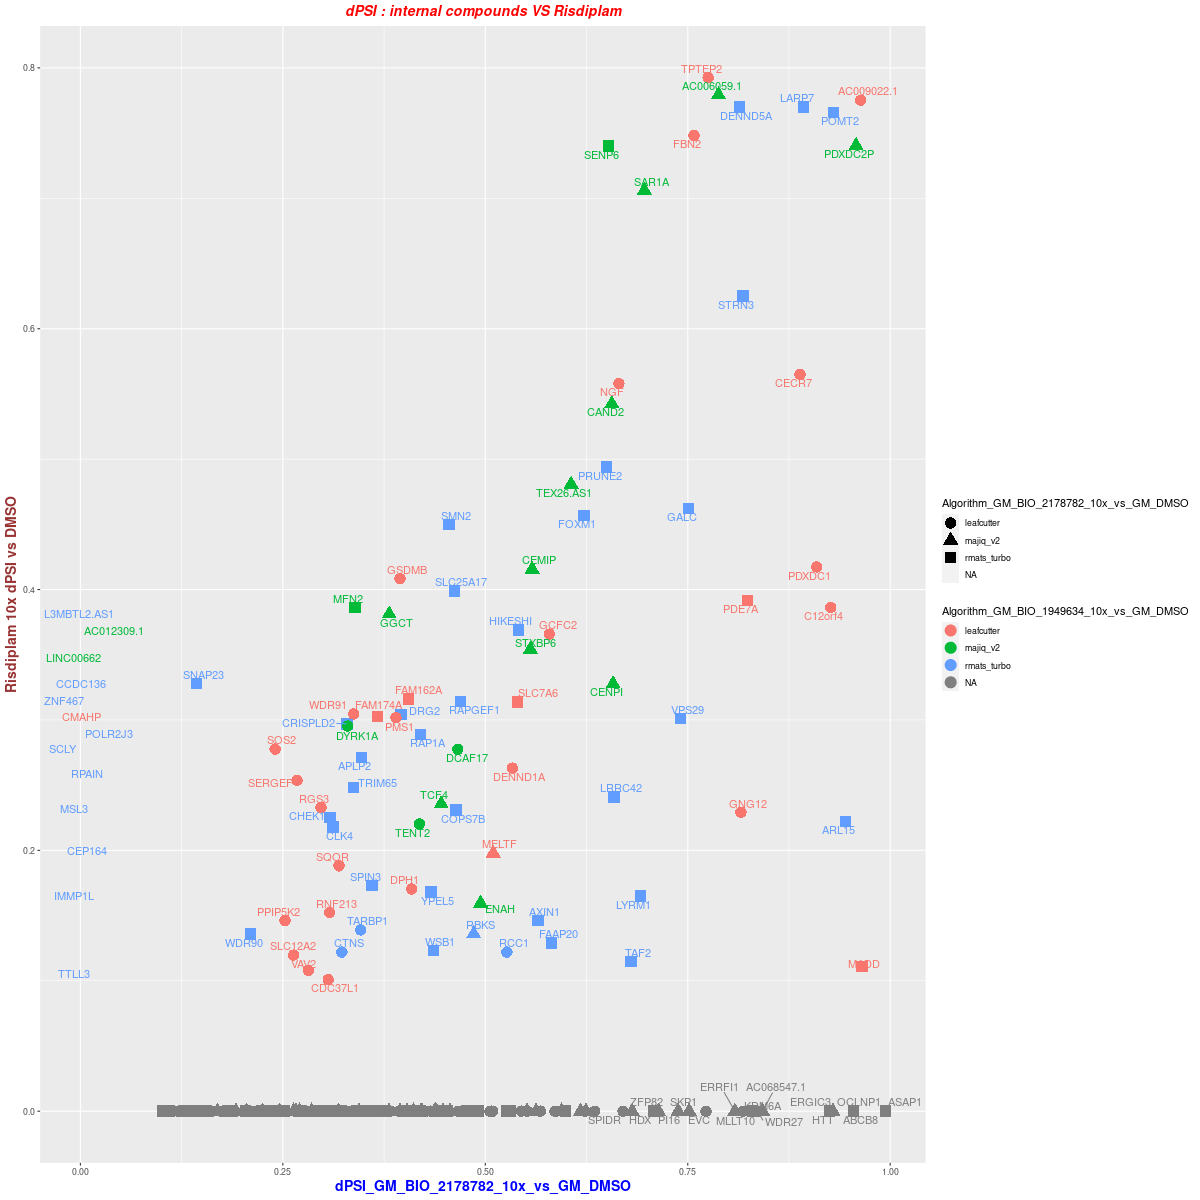 dPSI : internal compounds VS Risdiplam
0.8
0.6
0.4
0.2
0.0
Risdiplam 10x dPSI vs DMSO
TPTEP2
AC006059.1
DENND5A
LARP7
POMT2
AC009022.1
FBN2
SENP6
PDXDC2P
SAR1A
STRN3
NGF
CECR7
CAND2
PRUNE2
TEX26.AS1
SMN2
FOXM1
GALC
CEMIP
GSDMB
SLC25A17
PDXDC1
MFN2
GGCT
PDE7A
C12orf4
L3MBTL2.AS1
AC012309.1
HIKESHI
GCFC2
STXBP6
LINC00662
CCDC136
SNAP23
CENPI
ZNF467
FAM162A
SLC7A6
CMAHP
WDR91
FAM174A
DRG2
RAPGEF1
VPS29
CRISPLD2
PMS1
POLR2J3
DYRK1A
RAP1A
SCLY
SOS2
DCAF17
RPAIN
APLP2
DENND1A
SERGEF
TRIM65
LRRC42
MSL3
RGS3
TCF4
GNG12
CHEK1
COPS7B
CLK4
TENT2
ARL15
CEP164
MELTF
SQOR
IMMP1L
SPIN3
DPH1
YPEL5
LYRM1
PPIP5K2
RNF213
ENAH
AXIN1
TARBP1
RBKS
WDR90
SLC12A2
CTNS
WSB1
RCC1
FAAP20
TAF2
TTLL3
VAV2
CDC37L1
MADD
ERRFI1
AC068547.1
ZFP82
SKP1
KDM6A
ERGIC3
OCLNP1
ASAP1
SPIDR
HDX
PI16
EVC
MLLT10
WDR27
HTT
ABCB8
0.00
0.25
0.50
0.75
1.00
dPSI_GM_BIO_2178782_10x_vs_GM_DMSO
Algorithm_GM_BIO_2178782_10x_vs_GM_DMSO
leafcutter
majiq_v2
rmats_turbo
NA
Algorithm_GM_BIO_1949634_10x_vs_GM_DMSO
leafcutter
majiq_v2
rmats_turbo
NA